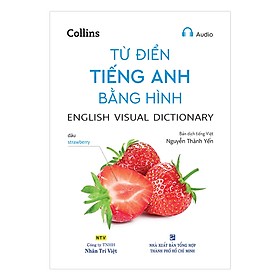 Collins
Audio
TỪ ĐIỂN
TIẾNG ANH
BẰNG HÌNH
ENGLISH VISUAL DICTIONARY
Bản dịch tiếng Việt
Nguyễn Thành Yến
dâu
strawberry
NTV
Công ty TNHH
Nhân Trí Việt
NHÀ XUẤT BẢN TỔNG HỢP
THÀNH PHỐ HỒ CHÍ MINH